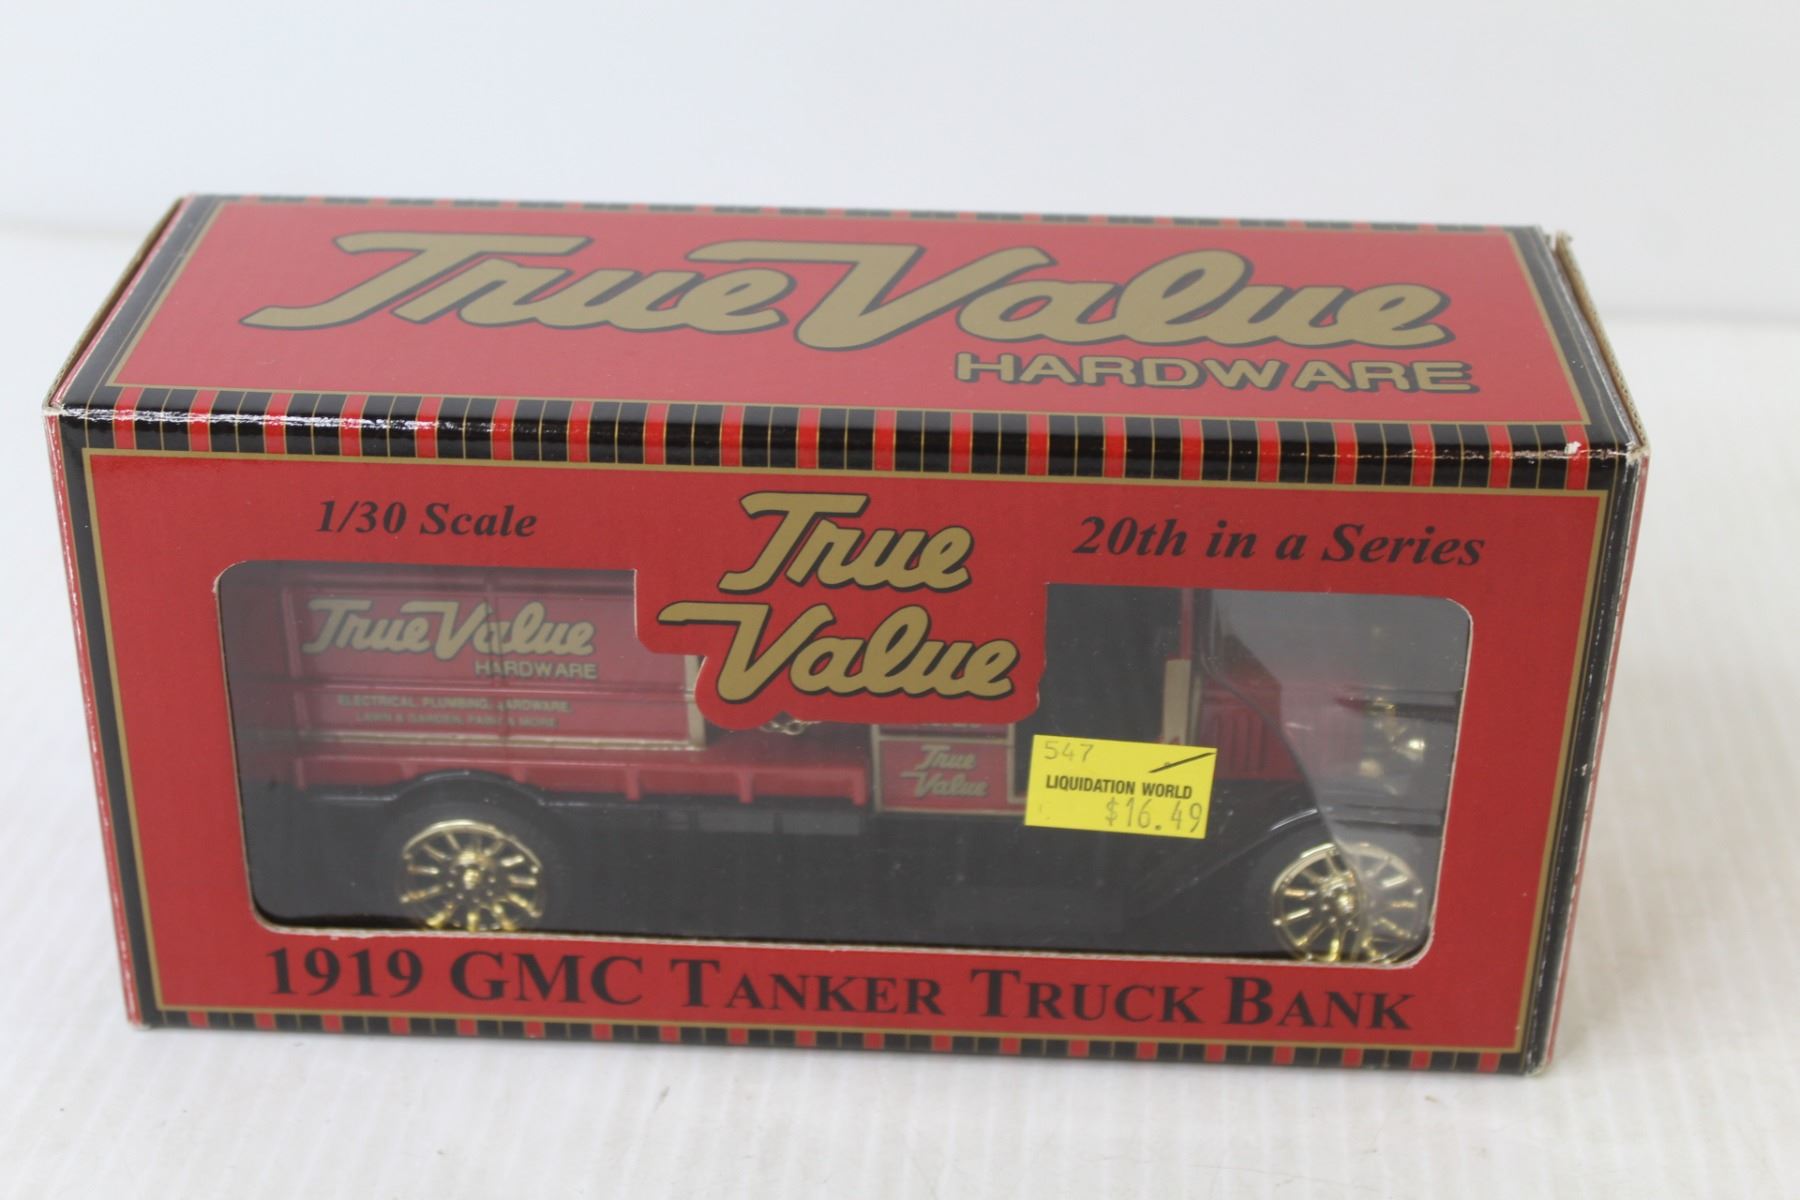 True Value
HARDWARE
1/30 Scale
True
Value
20th in a Series
True Value
HARDWARE
ELECTRICAL, PLUMBING, HARDWARE,
LAWN & GARDEN, PAINT & MORE
True
Value
547
LIQUIDATION WORLD
$16.49
1919 GMC TANKER TRUCK BANK